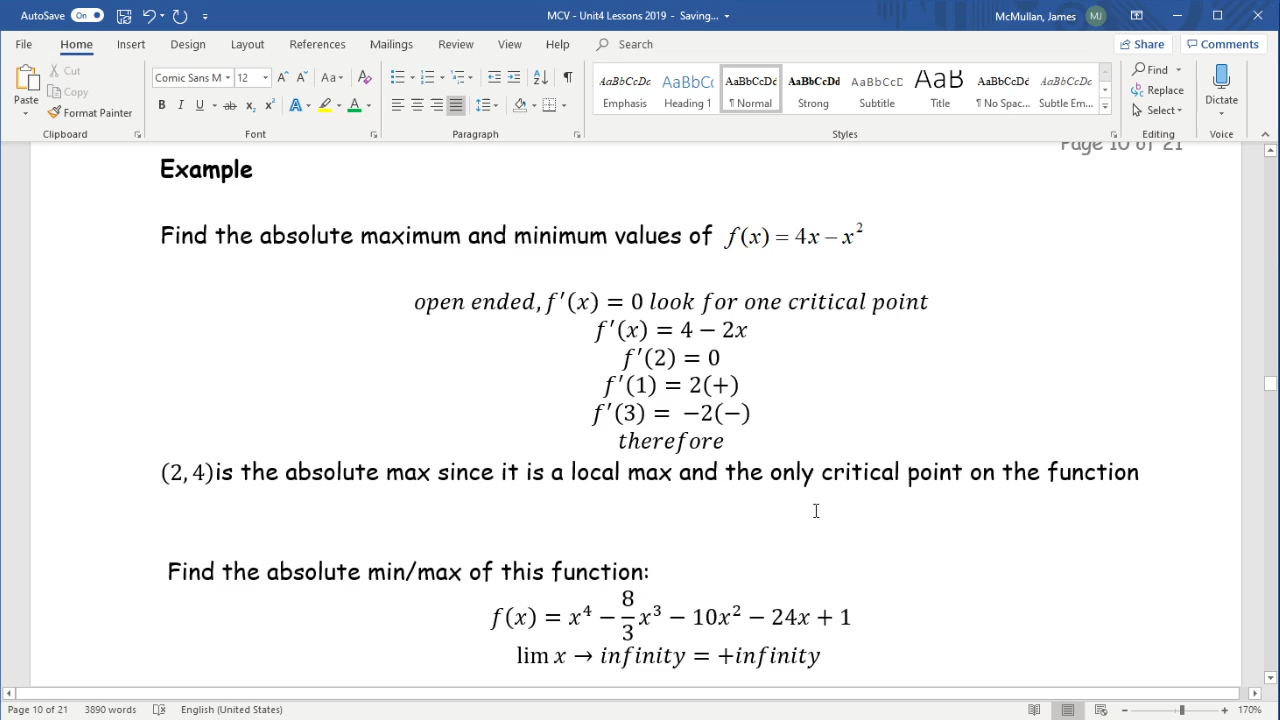 AutoSave On MCV - Unit4 Lessons 2019 - Saving... McMullan, James MJ
File Home Insert Design Layout References Mailings Review View Help Search Share Comments
Paste Cut Copy Format Painter
Comic Sans M 12 Aa
AaBbCcDc AaBbCc AaBbCcDc AaBbCcDd AaBbCcD AaB AaBbCcDc AaBbCcDc
Emphasis Heading 1 ¶ Normal Strong Subtitle Title ¶ No Spac... Subtle Em...
Find Replace Select Dictate
Clipboard Font Paragraph Styles Editing Voice
Page 10 of 21
Example
Find the absolute maximum and minimum values of f(x) = 4x − x²
open ended, f′(x) = 0 look for one critical point
f′(x) = 4 − 2x
f′(2) = 0
f′(1) = 2(+)
f′(3) = −2(−)
therefore
(2, 4)is the absolute max since it is a local max and the only critical point on the function
Find the absolute min/max of this function:
f(x) = x⁴ − 8/3 x³ − 10x² − 24x + 1
lim x → infinity = +infinity
Page 10 of 21 3890 words English (United States) 170%